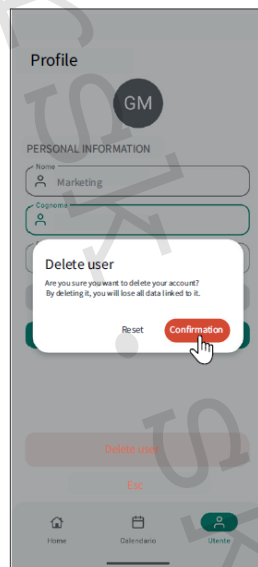 Profile
GM
PERSONAL INFORMATION
Nome
Marketing
Cognome
Delete user
Are you sure you want to delete your account?
By deleting it, you will lose all data linked to it.
Reset
Confirmation
Delete user
Esc
Home
Calendario
Utente